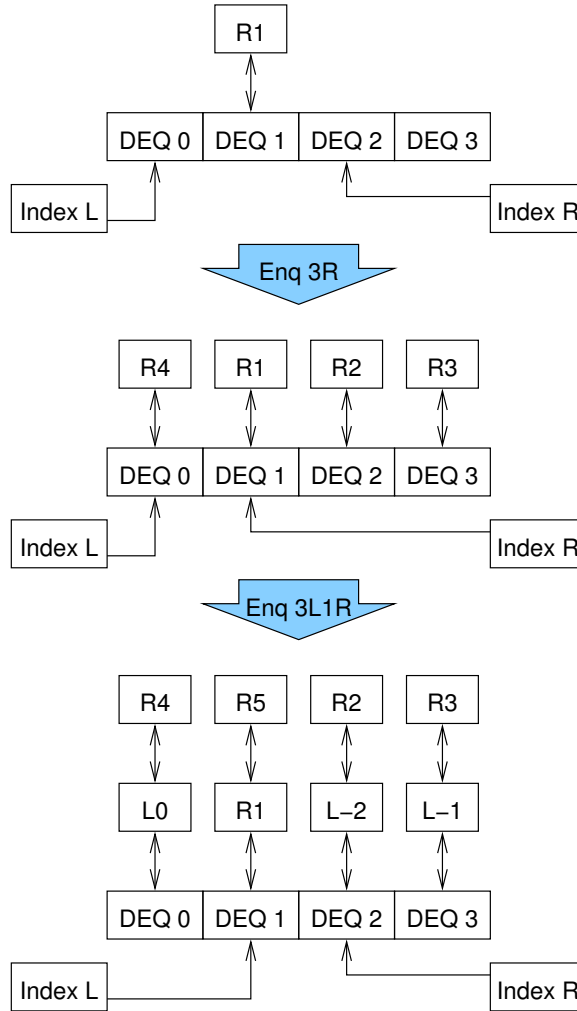 R1
DEQ 0 DEQ 1 DEQ 2 DEQ 3
Index L Index R
Enq 3R
R4 R1 R2 R3
DEQ 0 DEQ 1 DEQ 2 DEQ 3
Index L Index R
Enq 3L1R
R4 R5 R2 R3
L0 R1 L−2 L−1
DEQ 0 DEQ 1 DEQ 2 DEQ 3
Index L Index R